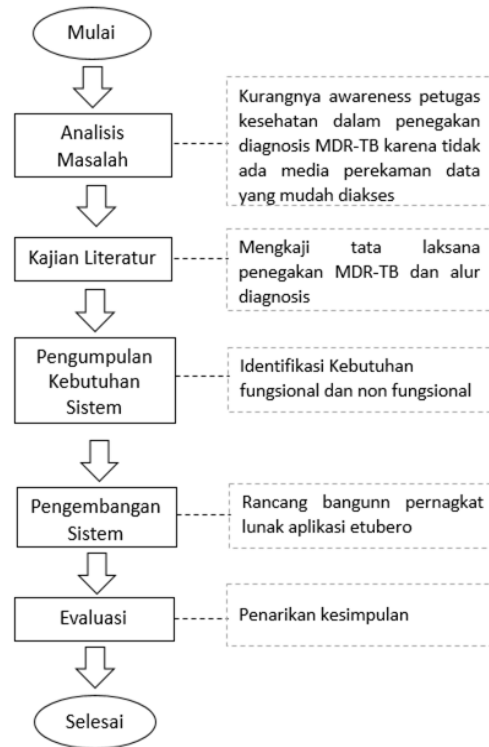 Mulai
Analisis
Masalah
Kurangnya awareness petugas
kesehatan dalam penegakan
diagnosis MDR-TB karena tidak
ada media perekaman data
yang mudah diakses
Kajian Literatur
Mengkaji tata laksana
penegakan MDR-TB dan alur
diagnosis
Pengumpulan
Kebutuhan
Sistem
Identifikasi Kebutuhan
fungsional dan non fungsional
Pengembangan
Sistem
Rancang bangunn pernagkat
lunak aplikasi etubero
Evaluasi
Penarikan kesimpulan
Selesai